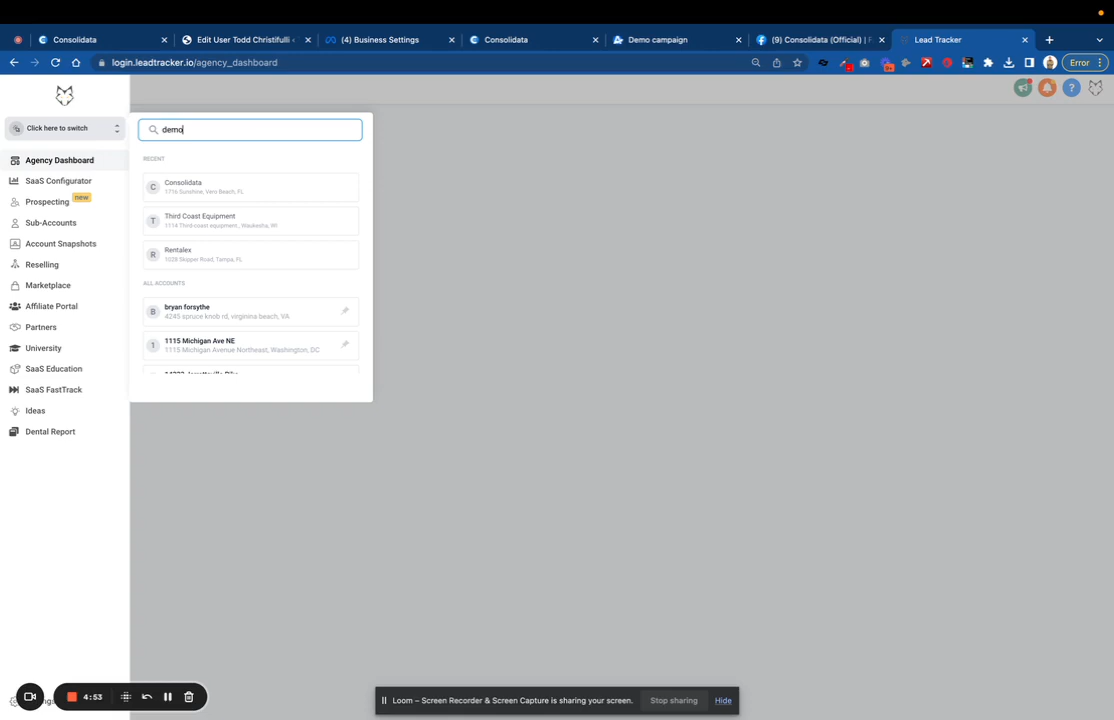 Consolidata
Edit User Todd Christifulli
(4) Business Settings
Consolidata
Demo campaign
(9) Consolidata (Official) | F
Lead Tracker
login.leadtracker.io/agency_dashboard
Error
Click here to switch
Agency Dashboard
SaaS Configurator
Prospecting new
Sub-Accounts
Account Snapshots
Reselling
Marketplace
Affiliate Portal
Partners
University
SaaS Education
SaaS FastTrack
Ideas
Dental Report
demo
RECENT
C Consolidata
1716 Sunshine, Vero Beach, FL
T Third Coast Equipment
1114 Third-coast equipment., Waukesha, WI
R Rentalex
1028 Skipper Road, Tampa, FL
ALL ACCOUNTS
B bryan forsythe
4245 spruce knob rd, virginina beach, VA
1 1115 Michigan Ave NE
1115 Michigan Avenue Northeast, Washington, DC
4:53
Loom – Screen Recorder & Screen Capture is sharing your screen.
Stop sharing
Hide